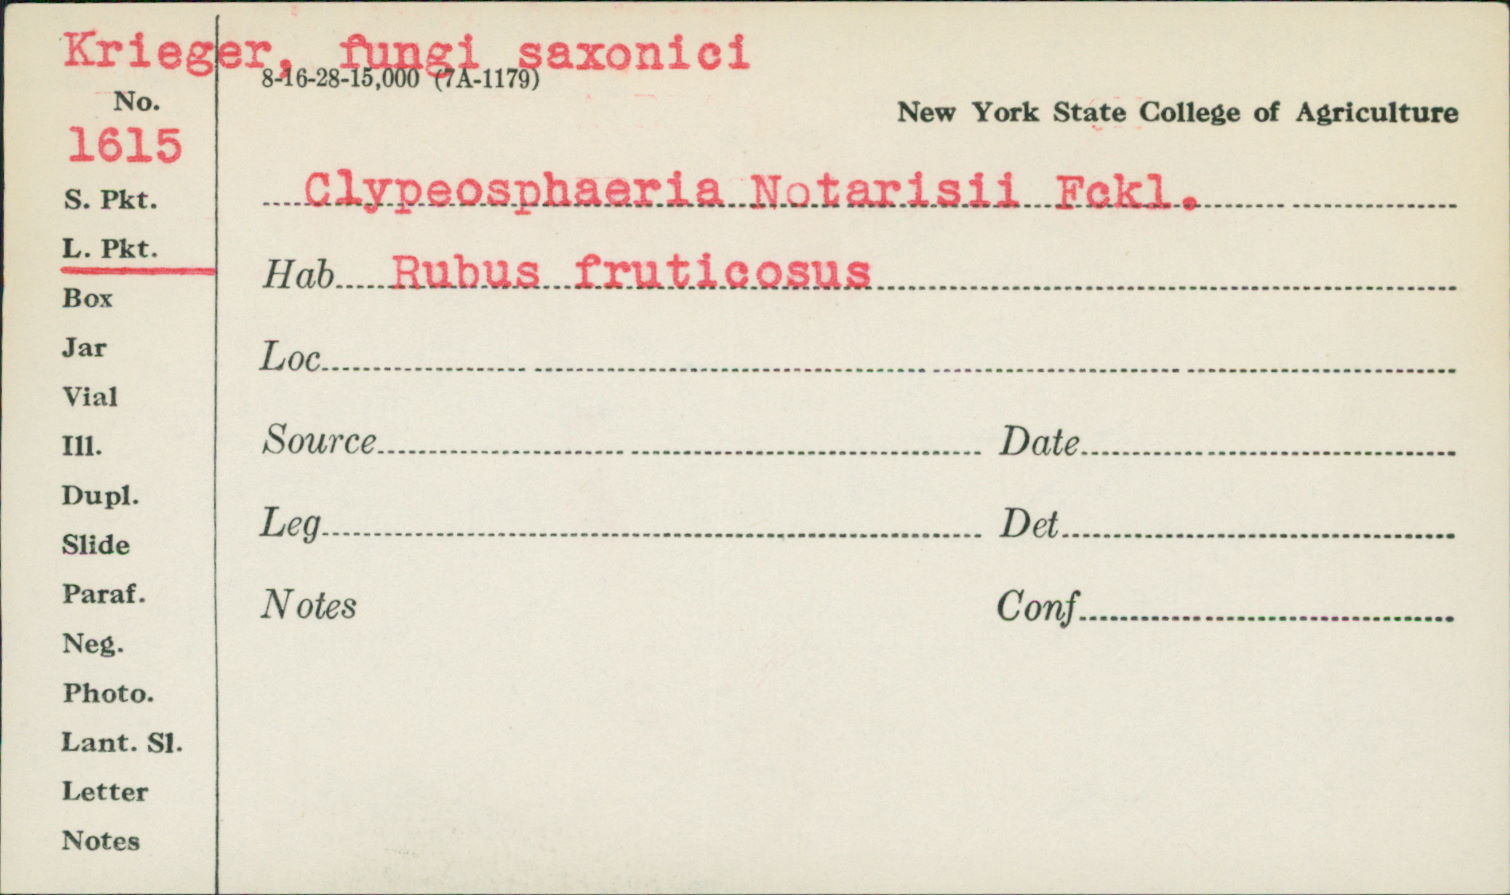 Krieger, fungi saxonici
8-16-28-15,000 (7A-1179)
No.
New York State College of Agriculture
1615
Clypeosphaeria Notarisii Fckl.
S. Pkt.
L. Pkt.
Hab Rubus fruticosus
Box
Jar
Loc
Vial
Ill.
Source Date
Dupl.
Leg Det
Slide
Paraf.
Notes Conf
Neg.
Photo.
Lant. Sl.
Letter
Notes